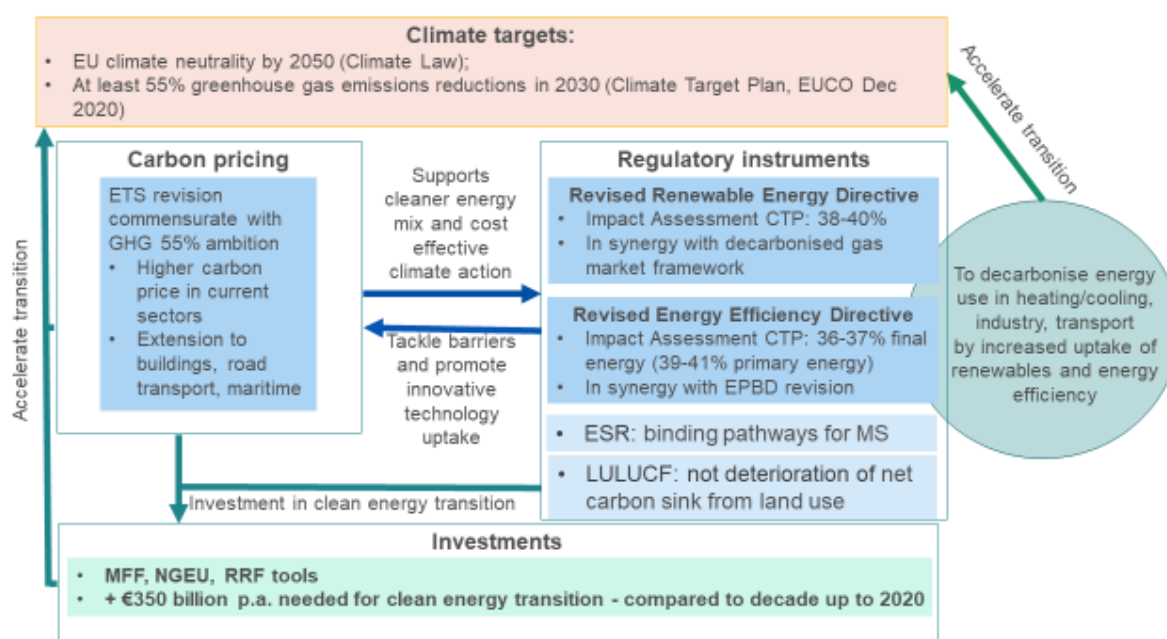 Climate targets:
• EU climate neutrality by 2050 (Climate Law);
• At least 55% greenhouse gas emissions reductions in 2030 (Climate Target Plan, EUCO Dec
2020)
Accelerate transition
Carbon pricing
ETS revision
commensurate with
GHG 55% ambition
• Higher carbon
price in current
sectors
• Extension to
buildings, road
transport, maritime
Accelerate transition
Supports
cleaner energy
mix and cost
effective
climate action
Tackle barriers
and promote
innovative
technology
uptake
Regulatory instruments
Revised Renewable Energy Directive
• Impact Assessment CTP: 38-40%
• In synergy with decarbonised gas
market framework
Revised Energy Efficiency Directive
• Impact Assessment CTP: 36-37% final
energy (39-41% primary energy)
• In synergy with EPBD revision
• ESR: binding pathways for MS
• LULUCF: not deterioration of net
carbon sink from land use
To decarbonise energy
use in heating/cooling,
industry, transport
by increased uptake of
renewables and energy
efficiency
Investment in clean energy transition
Investments
• MFF, NGEU, RRF tools
• + €350 billion p.a. needed for clean energy transition - compared to decade up to 2020